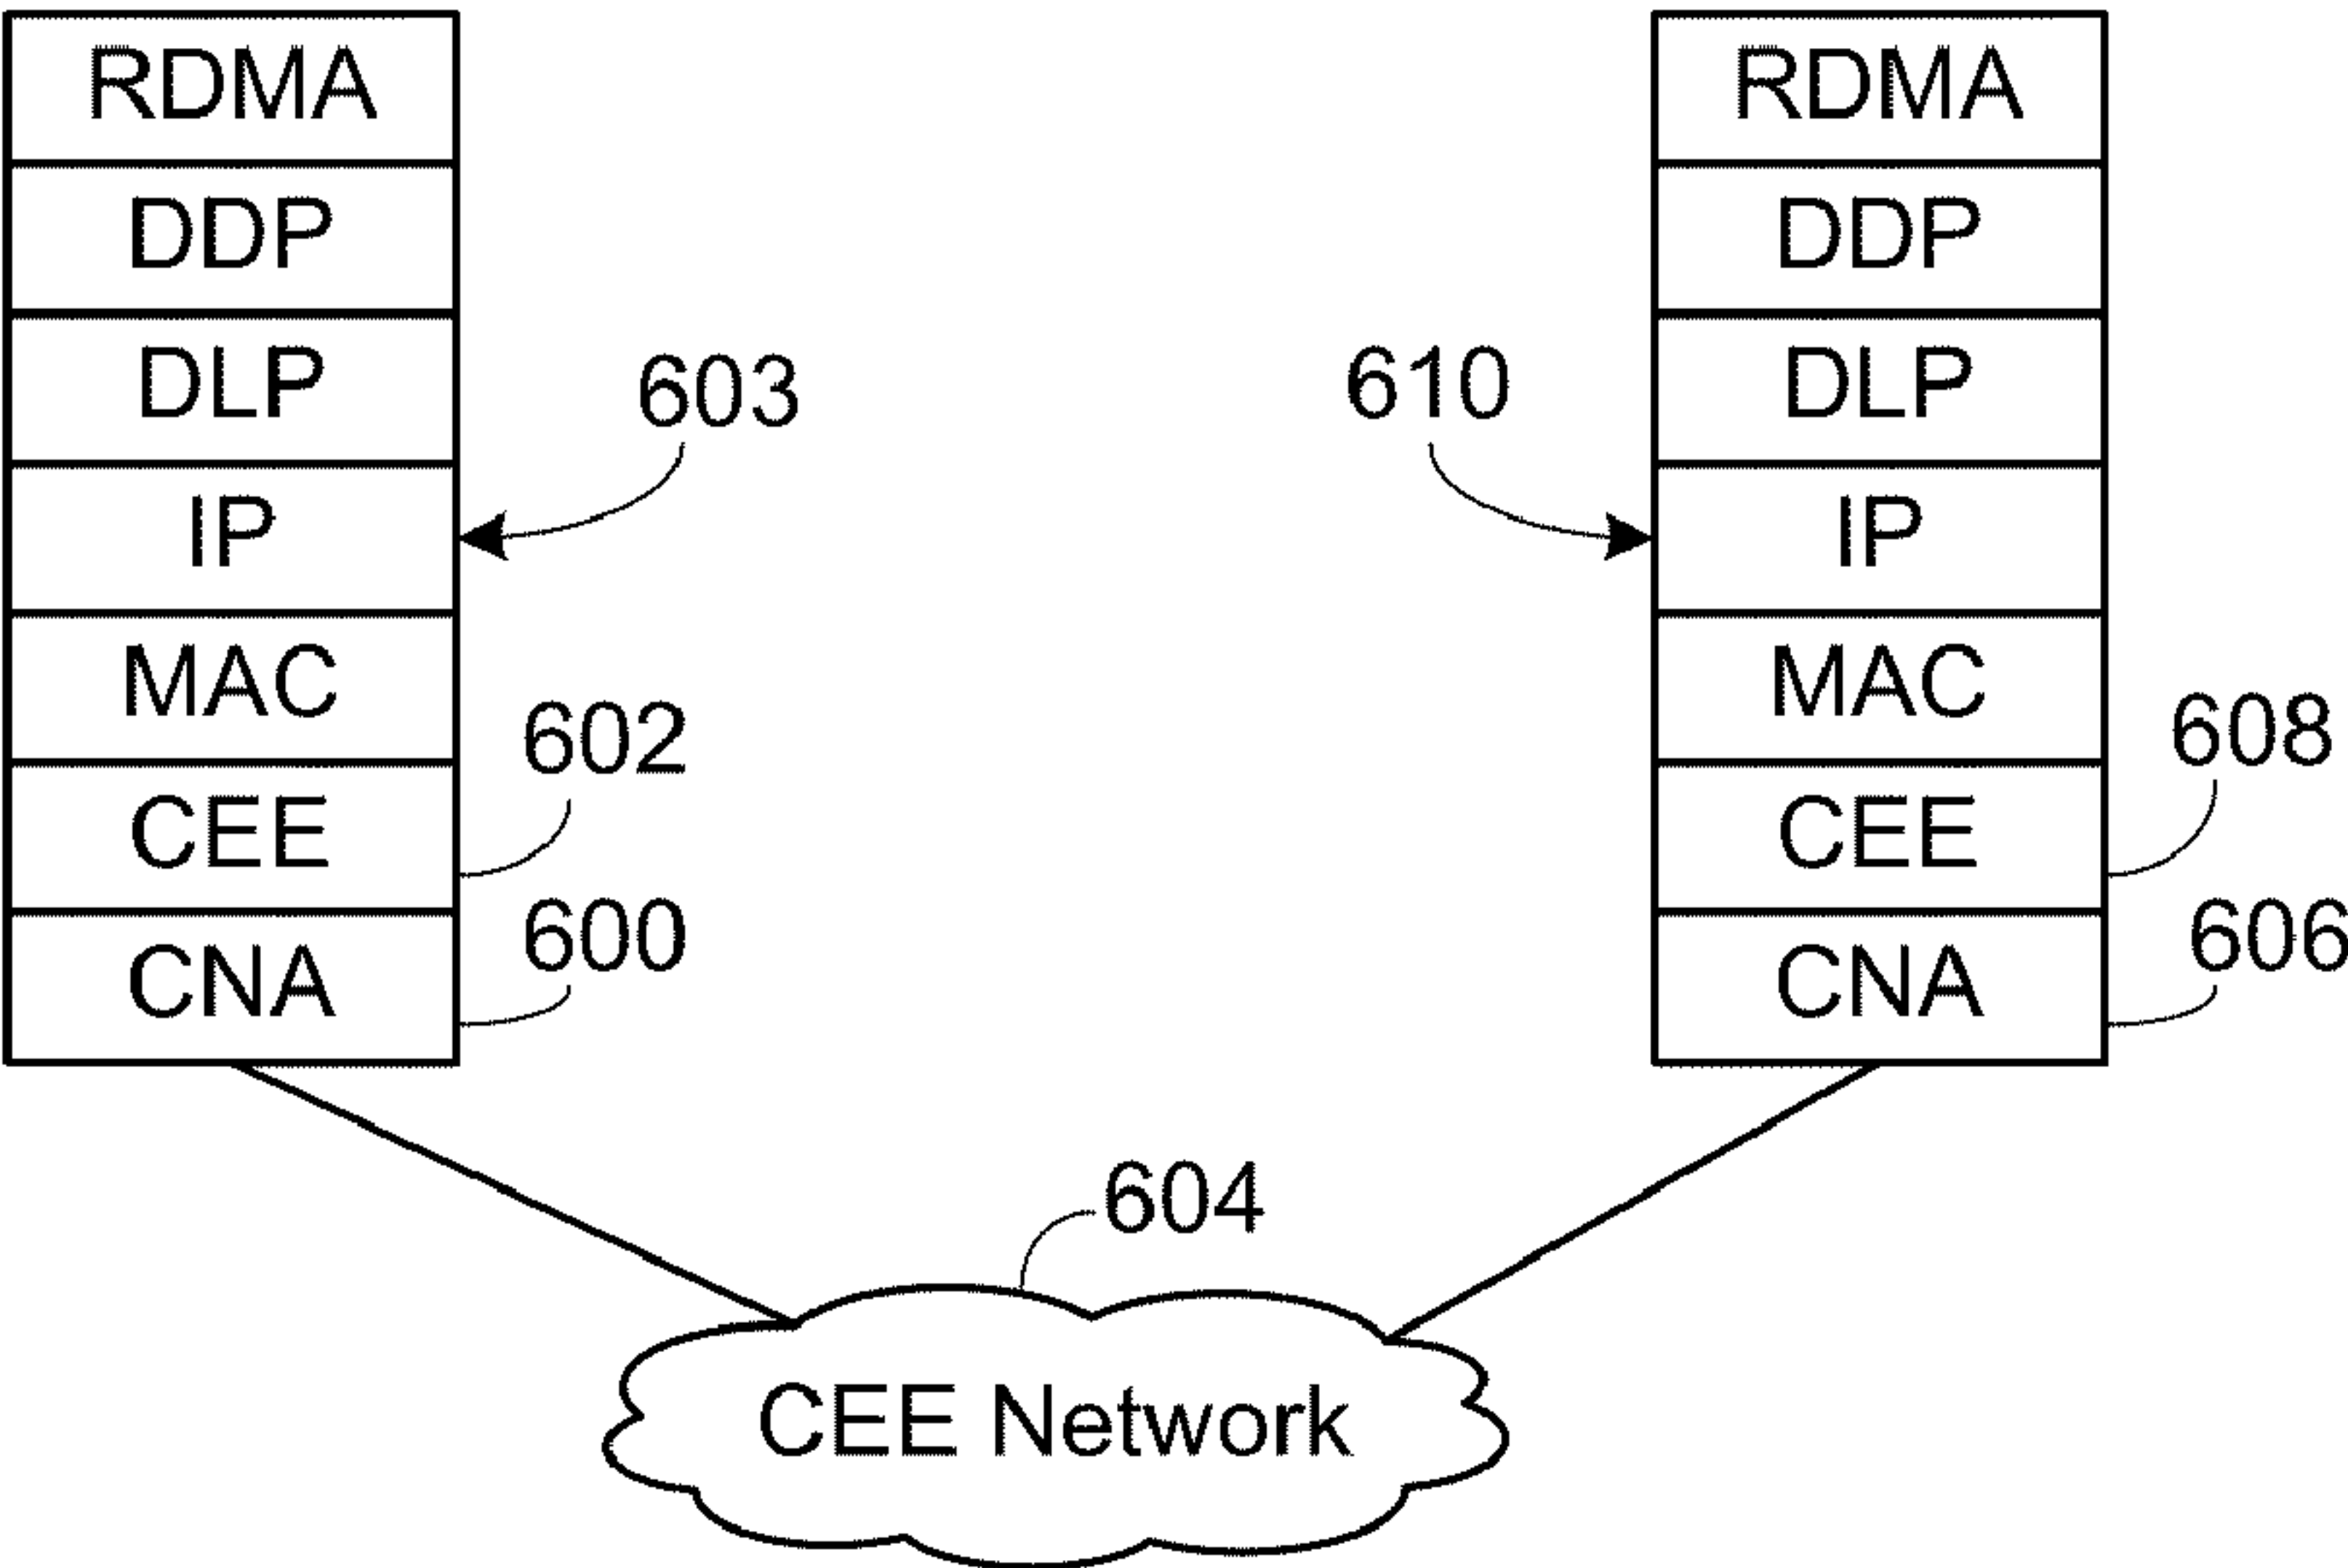 RDMA
DDP
DLP
IP
MAC
CEE
CNA
603
602
600
RDMA
DDP
DLP
IP
MAC
CEE
CNA
610
608
606
604
CEE Network